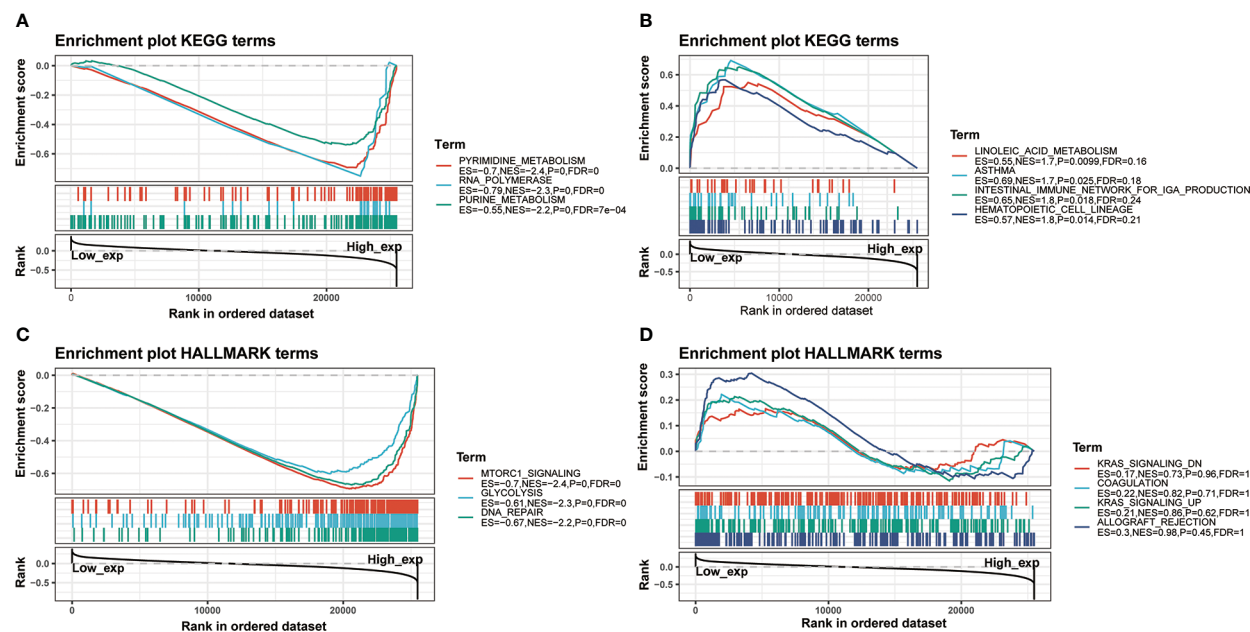 A
Enrichment plot KEGG terms
Enrichment score
0.0
−0.2
−0.4
−0.6
Term
PYRIMIDINE_METABOLISM
ES=−0.7,NES=−2.4,P=0,FDR=0
RNA_POLYMERASE
ES=−0.79,NES=−2.3,P=0,FDR=0
PURINE_METABOLISM
ES=−0.55,NES=−2.2,P=0,FDR=7e−04
Rank
0.0
−0.5
Low_exp
High_exp
0
10000
20000
Rank in ordered dataset
B
Enrichment plot KEGG terms
Enrichment score
0.6
0.4
0.2
0.0
Term
LINOLEIC_ACID_METABOLISM
ES=0.55,NES=1.7,P=0.0099,FDR=0.16
ASTHMA
ES=0.69,NES=1.7,P=0.025,FDR=0.18
INTESTINAL_IMMUNE_NETWORK_FOR_IGA_PRODUCTION
ES=0.65,NES=1.8,P=0.018,FDR=0.24
HEMATOPOIETIC_CELL_LINEAGE
ES=0.57,NES=1.8,P=0.014,FDR=0.21
Rank
0.0
−0.5
Low_exp
High_exp
0
10000
20000
Rank in ordered dataset
C
Enrichment plot HALLMARK terms
Enrichment score
0.0
−0.2
−0.4
−0.6
Term
MTORC1_SIGNALING
ES=−0.7,NES=−2.4,P=0,FDR=0
GLYCOLYSIS
ES=−0.61,NES=−2.3,P=0,FDR=0
DNA_REPAIR
ES=−0.67,NES=−2.2,P=0,FDR=0
Rank
0.0
−0.5
Low_exp
High_exp
0
10000
20000
Rank in ordered dataset
D
Enrichment plot HALLMARK terms
Enrichment score
0.3
0.2
0.1
0.0
−0.1
Term
KRAS_SIGNALING_DN
ES=0.17,NES=0.73,P=0.96,FDR=1
COAGULATION
ES=0.22,NES=0.82,P=0.71,FDR=1
KRAS_SIGNALING_UP
ES=0.21,NES=0.86,P=0.62,FDR=1
ALLOGRAFT_REJECTION
ES=0.3,NES=0.98,P=0.45,FDR=1
Rank
0.0
−0.5
Low_exp
High_exp
0
10000
20000
Rank in ordered dataset